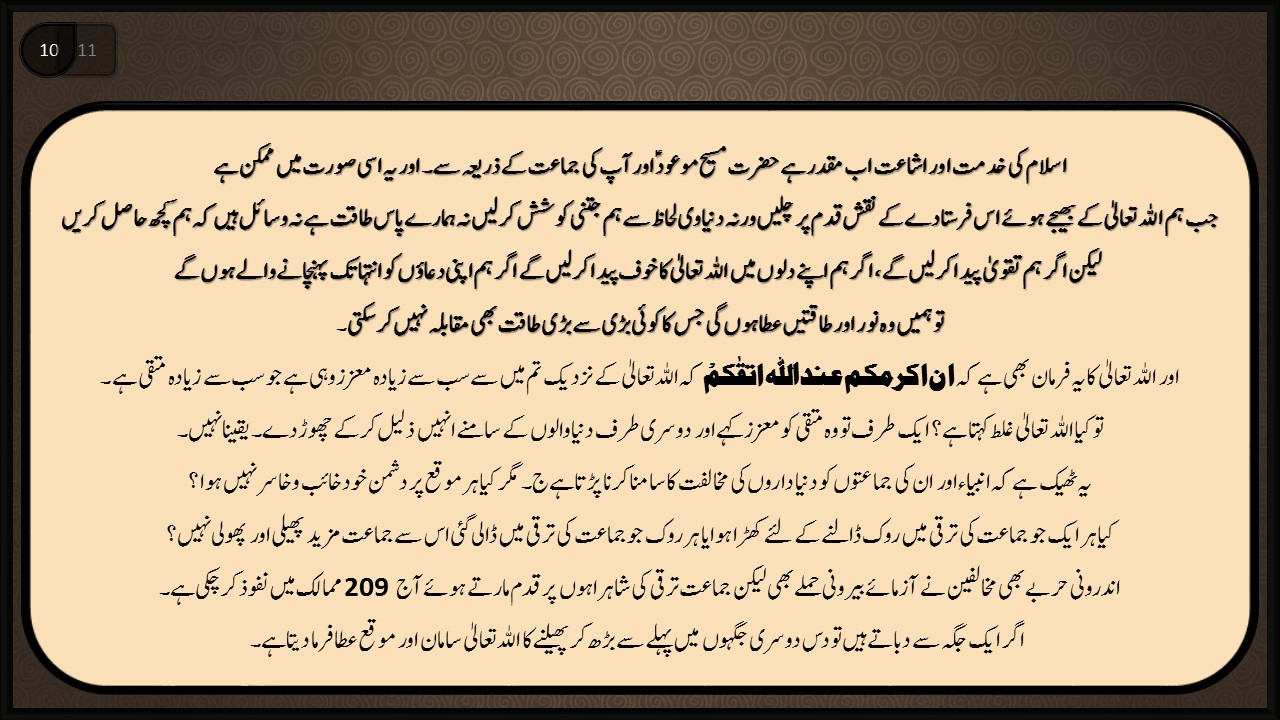 10 11
اسلام کی خدمت اور اشاعت اب مقدر ہے حضرت مسیح موعودؑ اور آپ کی جماعت کے ذریعہ سے۔ اور یہ اسی صورت میں ممکن ہے
جب ہم اللہ تعالیٰ کے بھیجے ہوئے اس فرستادے کے نقش قدم پر چلیں ورنہ دنیاوی لحاظ سے ہم جتنی کوشش کر لیں نہ ہمارے پاس طاقت ہے نہ وسائل ہیں کہ ہم کچھ حاصل کریں
لیکن اگر ہم تقویٰ پیدا کر لیں گے، اگر ہم اپنے دلوں میں اللہ تعالیٰ کا خوف پیدا کر لیں گے اگر ہم اپنی دعاؤں کو انتہا تک پہنچانے والے ہوں گے
تو ہمیں وہ نور اور طاقتیں عطا ہوں گی جس کا کوئی بڑی سے بڑی طاقت بھی مقابلہ نہیں کر سکتی۔
اور اللہ تعالیٰ کا یہ فرمان بھی ہے کہ ان اکرمکم عنداللّٰہ اتقٰکمْ کہ اللہ تعالیٰ کے نزدیک تم میں سے سب سے زیادہ معزز وہی ہے جو سب سے زیادہ متقی ہے۔
تو کیا اللہ تعالیٰ غلط کہتا ہے؟ ایک طرف تو وہ متقی کو معزز کہے اور دوسری طرف دنیا والوں کے سامنے انہیں ذلیل کر کے چھوڑ دے۔ یقینا نہیں۔
یہ ٹھیک ہے کہ انبیاء اور ان کی جماعتوں کو دنیا داروں کی مخالفت کا سامنا کرنا پڑتا ہے ج۔ مگر کیا ہر موقع پر دشمن خود خائب و خاسر نہیں ہوا؟
کیا ہر ایک جو جماعت کی ترقی میں روک ڈالنے کے لئے کھڑا ہوا یا ہر روک جو جماعت کی ترقی میں ڈالی گئی اس سے جماعت مزید پھیلی اور پھولی نہیں؟
اندرونی حربے بھی مخالفین نے آزمائے بیرونی حملے بھی لیکن جماعت ترقی کی شاہراہوں پر قدم مارتے ہوئے آج 209 ممالک میں نفوذ کر چکی ہے۔
اگر ایک جگہ سے دباتے ہیں تو دس دوسری جگہوں میں پہلے سے بڑھ کر پھیلنے کا اللہ تعالیٰ سامان اور موقع عطا فرما دیتا ہے۔